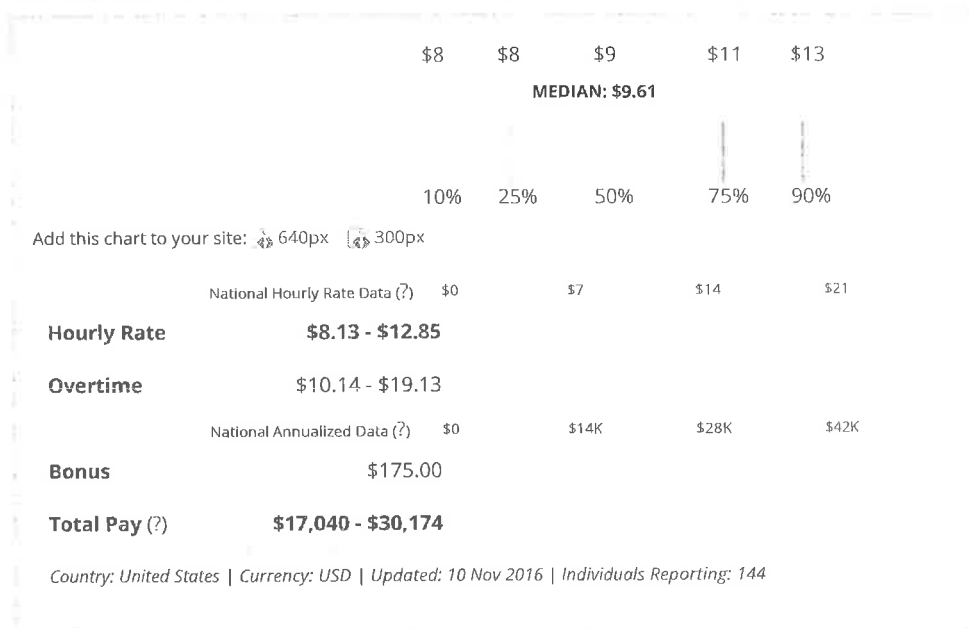 $8 $8 $9 $11 $13
MEDIAN: $9.61
10% 25% 50% 75% 90%
Add this chart to your site: 640px 300px
National Hourly Rate Data (?) $0 $7 $14 $21
Hourly Rate $8.13 - $12.85
Overtime $10.14 - $19.13
National Annualized Data (?) $0 $14K $28K $42K
Bonus $175.00
Total Pay (?) $17,040 - $30,174
Country: United States | Currency: USD | Updated: 10 Nov 2016 | Individuals Reporting: 144